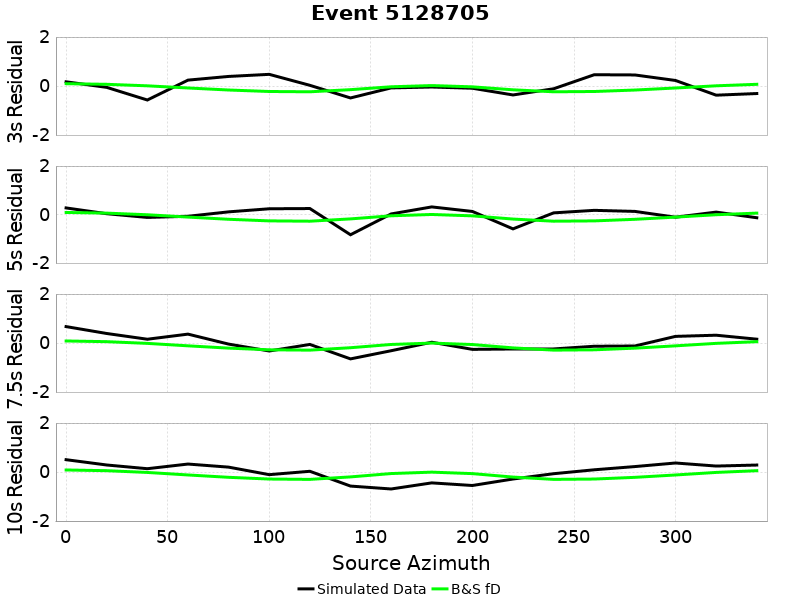 Event 5128705
3s Residual
2
0
-2
5s Residual
2
0
-2
7.5s Residual
2
0
-2
10s Residual
2
0
-2
0 50 100 150 200 250 300
Source Azimuth
Simulated Data B&S fD